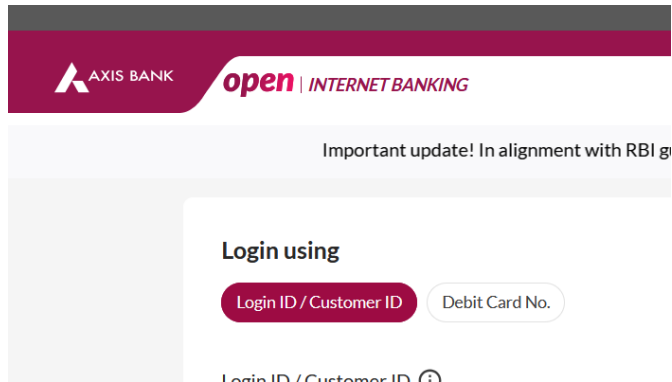 AXIS BANK
open | INTERNET BANKING
Important update! In alignment with RBI
Login using
Login ID / Customer ID
Debit Card No.
Login ID / Customer ID